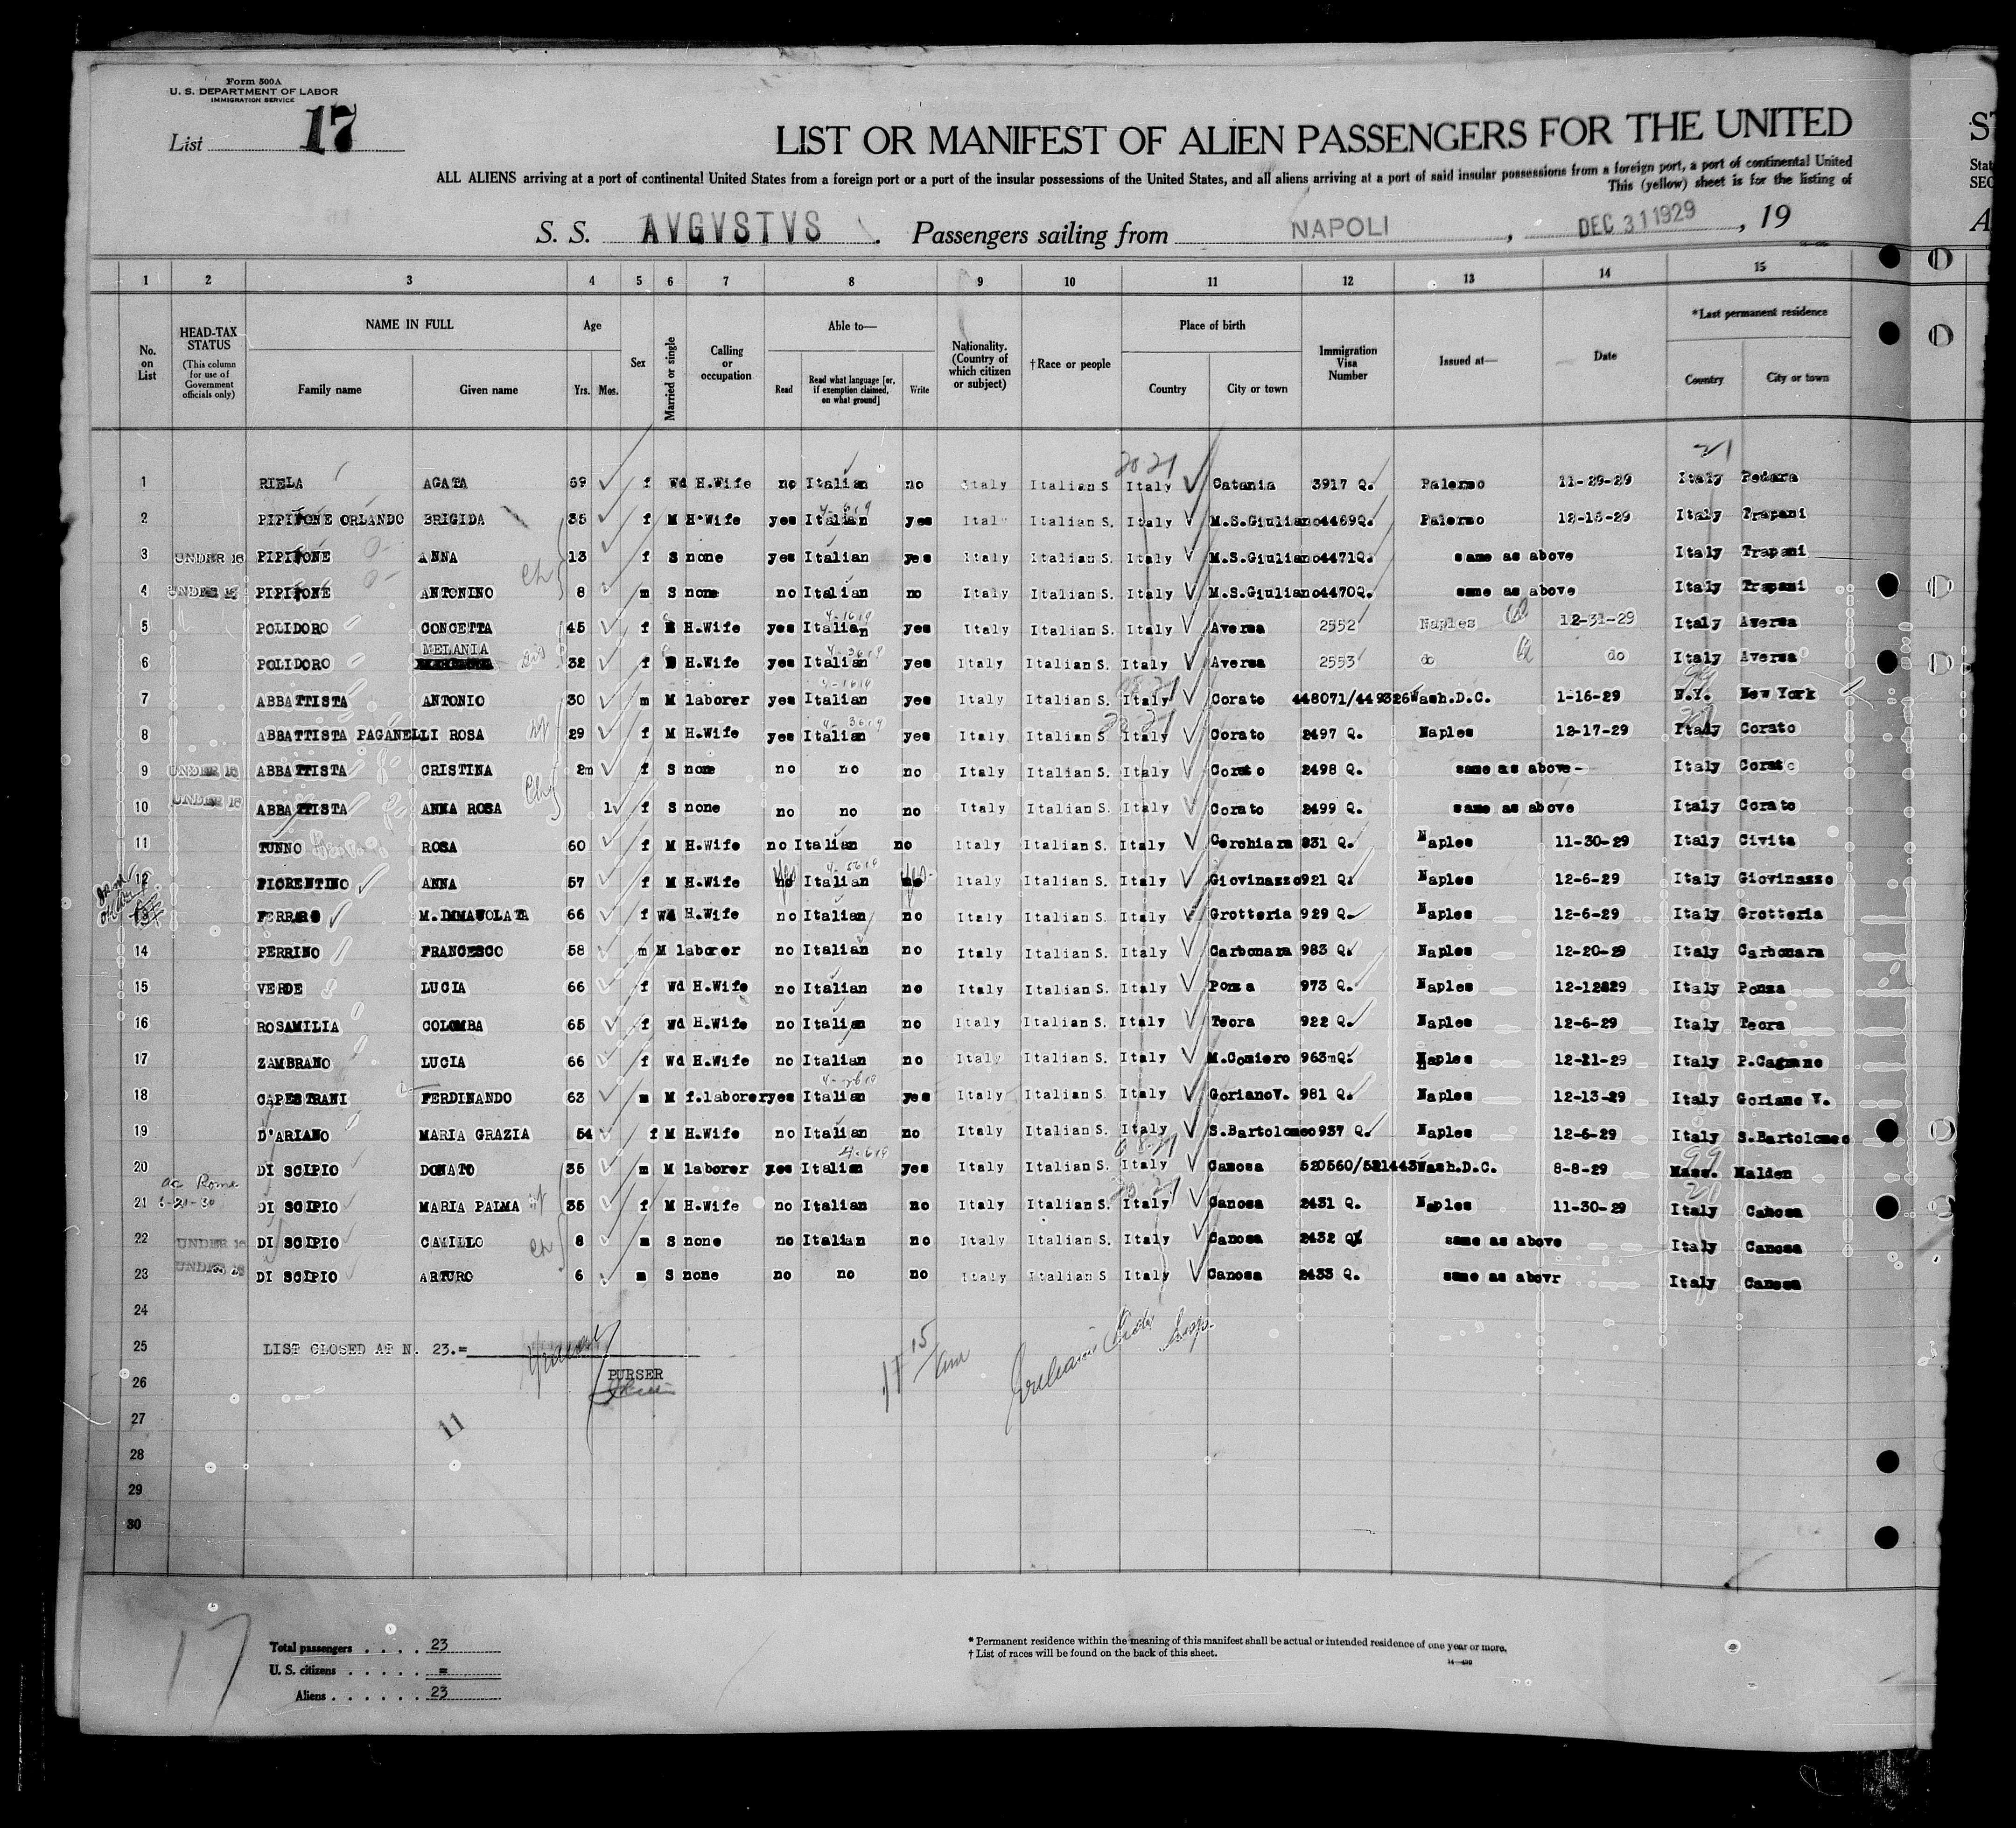 Form 500A
U. S. DEPARTMENT OF LABOR
IMMIGRATION SERVICE
List 17
LIST OR MANIFEST OF ALIEN PASSENGERS FOR THE UNITED
ALL ALIENS arriving at a port of continental United States from a foreign port or a port of the insular possessions of the United States, and all aliens arriving at a port of said insular possessions from a foreign port, a port of continental United
This (yellow) sheet is for the listing of
S. S. AVGVSTVS . Passengers sailing from NAPOLI , DEC 31 1929 , 19
1 2 3 4 5 6 7 8 9 10 11 12 13 14 15
No. on List
HEAD-TAX STATUS (This column for use of Government officials only)
NAME IN FULL
Family name Given name
Age Yrs. Mos.
Sex
Married or single
Calling or occupation
Able to— Read Read what language [or, if exemption claimed, on what ground] Write
Nationality. (Country of which citizen or subject)
†Race or people
Place of birth Country City or town
Immigration Visa Number
Issued at—
Date
*Last permanent residence Country City or town
1 RIELA AGATA 69 f Wd H.Wife no Italian no Italy Italian S Italy Catania 3917 Q. Palermo 11-29-29 Italy Pedara
2 PIPITONE ORLANDO BRIGIDA 35 f M H.Wife yes Italian yes Italy Italian S. Italy M.S.Giuliano 4469Q. Palermo 12-16-29 Italy Trapani
3 UNDER 16 PIPITONE ANNA 13 f S none yes Italian yes Italy Italian S. Italy M.S.Giuliano 4471Q. same as above Italy Trapani
4 UNDER 16 PIPITONE ANTONINO 8 m S none no Italian no Italy Italian S. Italy M.S.Giuliano 4470Q. same as above Italy Trapani
5 POLIDORO CONCETTA 45 f H.Wife yes Italian yes Italy Italian S. Italy Aversa 2552 Naples 12-31-29 Italy Aversa
6 POLIDORO MELANIA 32 f H.Wife yes Italian yes Italy Italian S. Italy Aversa 2553 do do Italy Aversa
7 ABBATTISTA ANTONIO 30 m M laborer yes Italian yes Italy Italian S. Italy Corato 448071/449326 Wash.D.C. 1-16-29 N.Y. New York
8 ABBATTISTA PAGANELLI ROSA 29 f M H.Wife yes Italian yes Italy Italian S Italy Corato 2497 Q. Naples 12-17-29 Italy Corato
9 UNDER 16 ABBATTISTA CRISTINA 2m f S none no no no Italy Italian S. Italy Corato 2498 Q. same as above- Italy Corato
10 UNDER 16 ABBATTISTA ANNA ROSA 1 f S none no no no Italy Italian S. Italy Corato 2499 Q. same as above Italy Corato
11 TUNNO ROSA 60 f M H.Wife no Italian no Italy Italian S. Italy Cerchiara 831 Q. Naples 11-30-29 Italy Civita
12 FIORENTINO ANNA 57 f M H.Wife yes Italian yes Italy Italian S. Italy Giovinazzo 921 Q. Naples 12-6-29 Italy Giovinasso
13 FERRARO M.IMMACOLATA 66 f Wd H.Wife no Italian no Italy Italian S. Italy Grotteria 929 Q. Naples 12-6-29 Italy Grotteria
14 PERRINO FRANCESCO 58 m M laborer no Italian no Italy Italian S. Italy Carbonara 983 Q. Naples 12-20-29 Italy Carbonara
15 VERDE LUCIA 66 f Wd H.Wife no Italian no Italy Italian S. Italy Ponza 973 Q. Naples 12-12829 Italy Ponza
16 ROSAMILIA COLOMBA 65 f Wd H.Wife no Italian no Italy Italian S. Italy Teora 922 Q. Naples 12-6-29 Italy Teora
17 ZAMBRANO LUCIA 66 f Wd H.Wife no Italian no Italy Italian S. Italy M.Comiero 963mQ. Naples 12-21-29 Italy P.Cagnano
18 CAPESTRANI FERDINANDO 63 m M f.laborer yes Italian yes Italy Italian S. Italy GorianoV. 981 Q. Naples 12-13-29 Italy Goriano V.
19 D'ARIANO MARIA GRAZIA 54 f M H.Wife no Italian no Italy Italian S. Italy S.Bartolomeo 937 Q. Naples 12-6-29 Italy S.Bartolomeo
20 DI SCIPIO DONATO 35 m M laborer yes Italian yes Italy Italian S. Italy Canosa 520560/521443 Wash.D.C. 8-8-29 Mass. Malden
21 DI SCIPIO MARIA PALMA 35 f M H.Wife no Italian no Italy Italian S. Italy Canosa 2431 Q. Naples 11-30-29 Italy Canosa
22 UNDER 16 DI SCIPIO CAMILLO 8 m S none no Italian no Italy Italian S. Italy Canosa 2432 Q. same as above Italy Canosa
23 UNDER 16 DI SCIPIO ARTURO 6 m S none no no no Italy Italian S Italy Canosa 2433 Q. same as abovr Italy Canosa
24
25 LIST CLOSED AT N. 23.=
26 PURSER
27 11
28
29
30
17
Total passengers . . . . 23
U. S. citizens . . . . . =
Aliens . . . . . . 23
* Permanent residence within the meaning of this manifest shall be actual or intended residence of one year or more.
† List of races will be found on the back of this sheet.